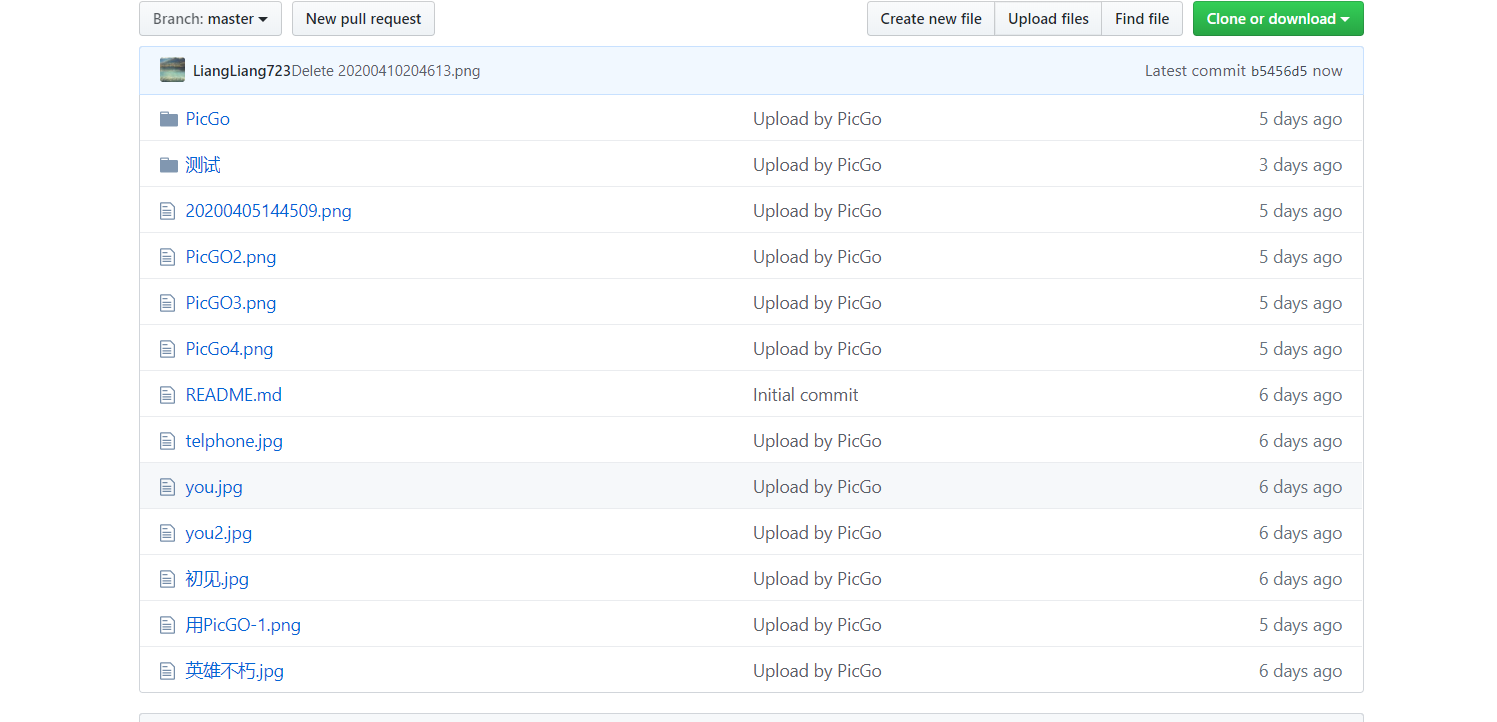 Branch: master New pull request Create new file Upload files Find file Clone or download
LiangLiang723Delete 20200410204613.png Latest commit b5456d5 now
PicGo Upload by PicGo 5 days ago
测试 Upload by PicGo 3 days ago
20200405144509.png Upload by PicGo 5 days ago
PicGO2.png Upload by PicGo 5 days ago
PicGO3.png Upload by PicGo 5 days ago
PicGo4.png Upload by PicGo 5 days ago
README.md Initial commit 6 days ago
telphone.jpg Upload by PicGo 6 days ago
you.jpg Upload by PicGo 6 days ago
you2.jpg Upload by PicGo 6 days ago
初见.jpg Upload by PicGo 6 days ago
用PicGO-1.png Upload by PicGo 5 days ago
英雄不朽.jpg Upload by PicGo 6 days ago